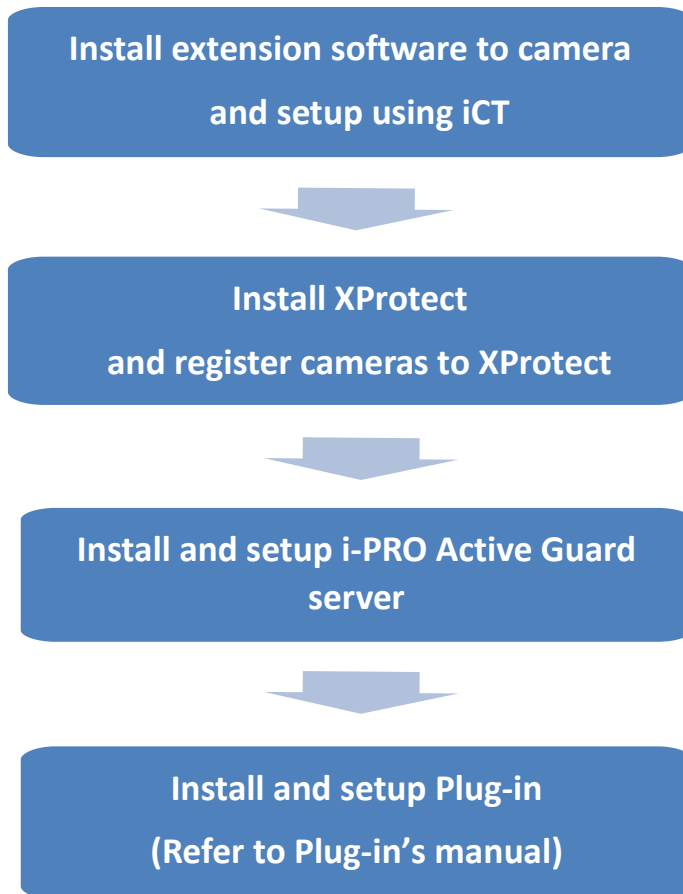 Install extension software to camera
and setup using iCT
Install XProtect
and register cameras to XProtect
Install and setup i-PRO Active Guard
server
Install and setup Plug-in
(Refer to Plug-in’s manual)